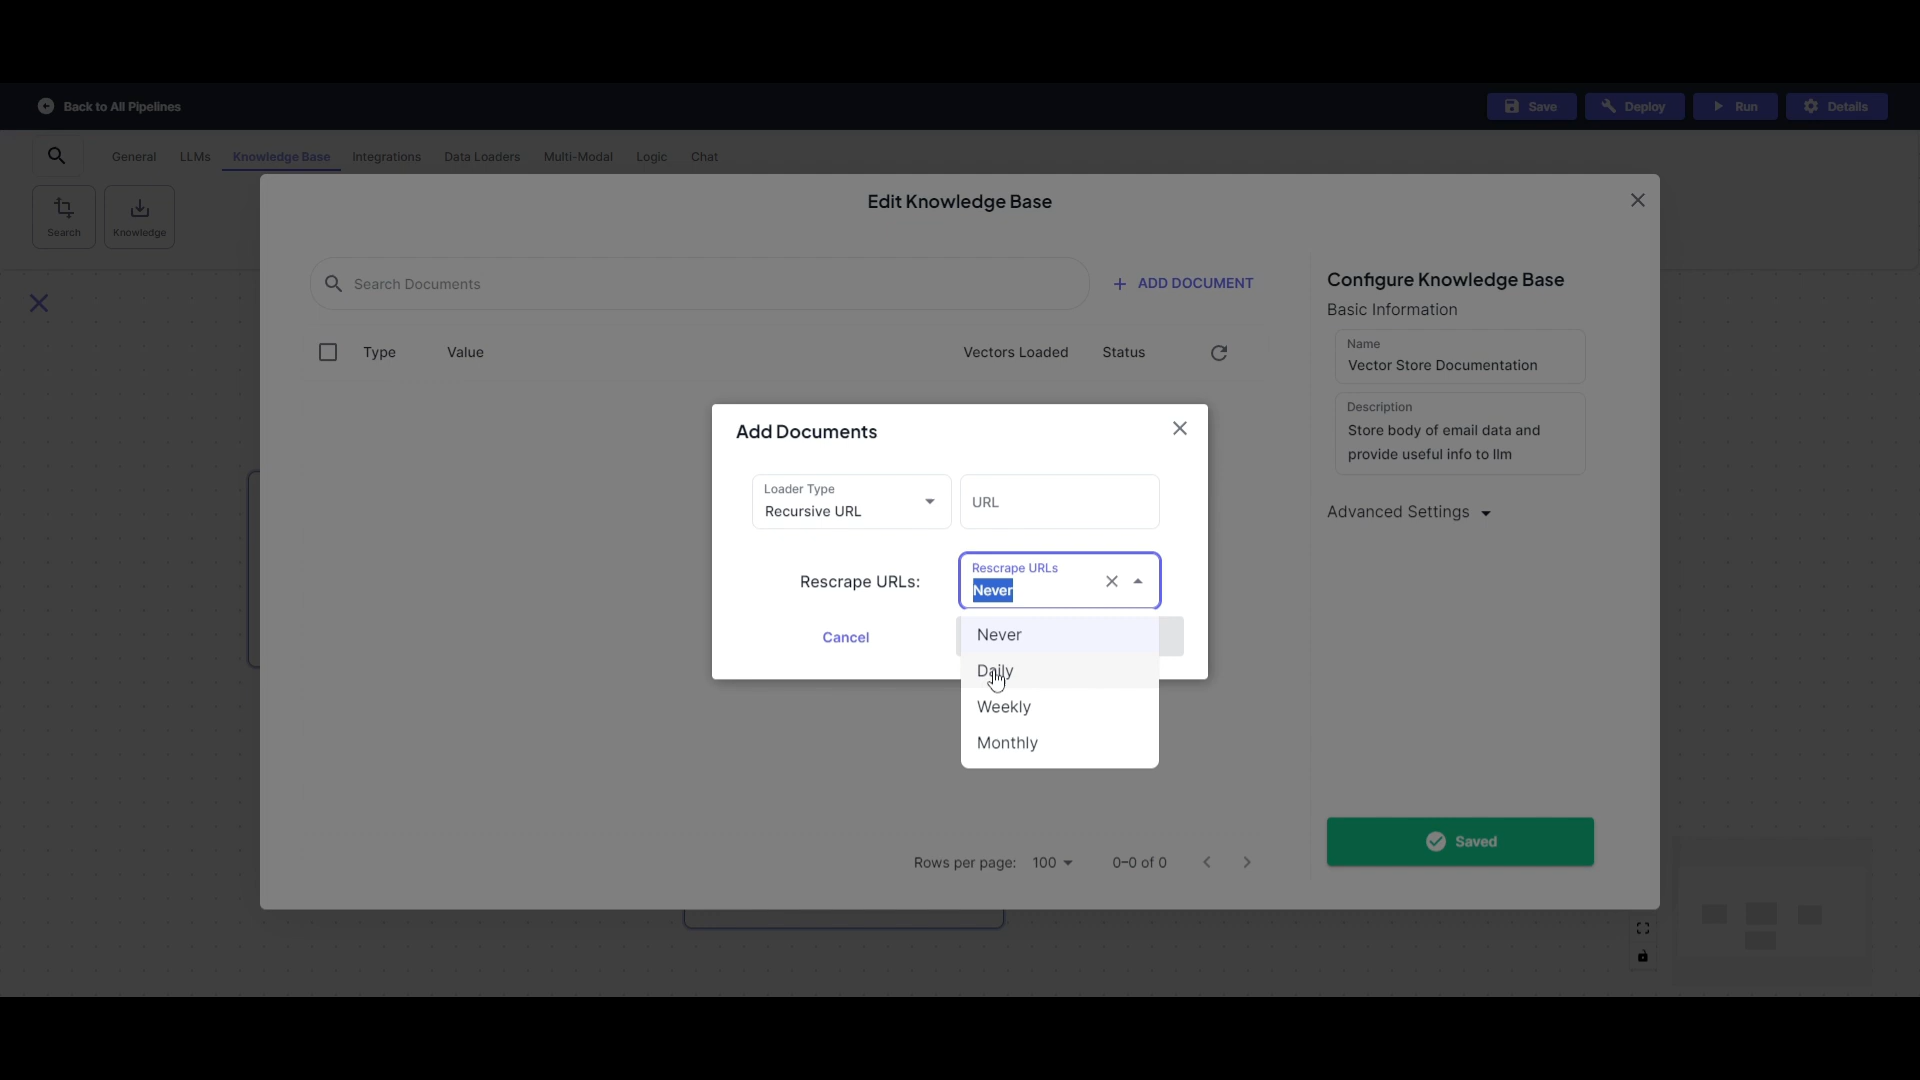 Back to All Pipelines
Save
Deploy
Run
Details
General
LLMs
Knowledge Base
Integrations
Data Loaders
Multi-Modal
Logic
Chat
Search
Knowledge
Edit Knowledge Base
Search Documents
ADD DOCUMENT
Type
Value
Vectors Loaded
Status
Configure Knowledge Base
Basic Information
Name
Vector Store Documentation
Description
Store body of email data and
provide useful info to llm
Advanced Settings
Add Documents
Loader Type
Recursive URL
URL
Rescrape URLs:
Rescrape URLs
Never
Cancel
Never
Daily
Weekly
Monthly
Rows per page: 100
0–0 of 0
Saved